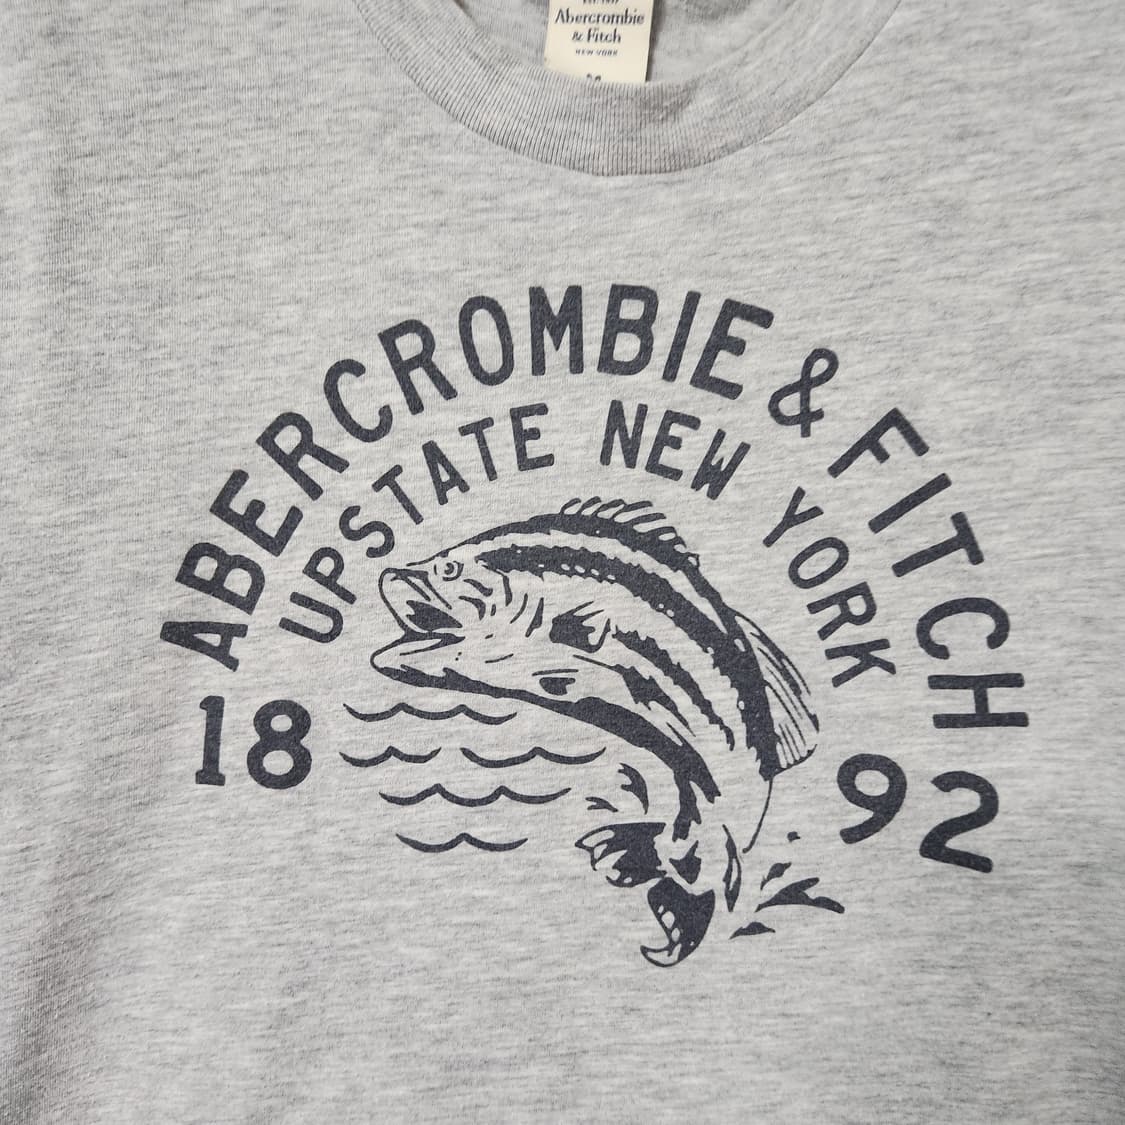 Abercrombie
& Fitch
NEW YORK
ABERCROMBIE & FITCH
UPSTATE NEW YORK
18 92